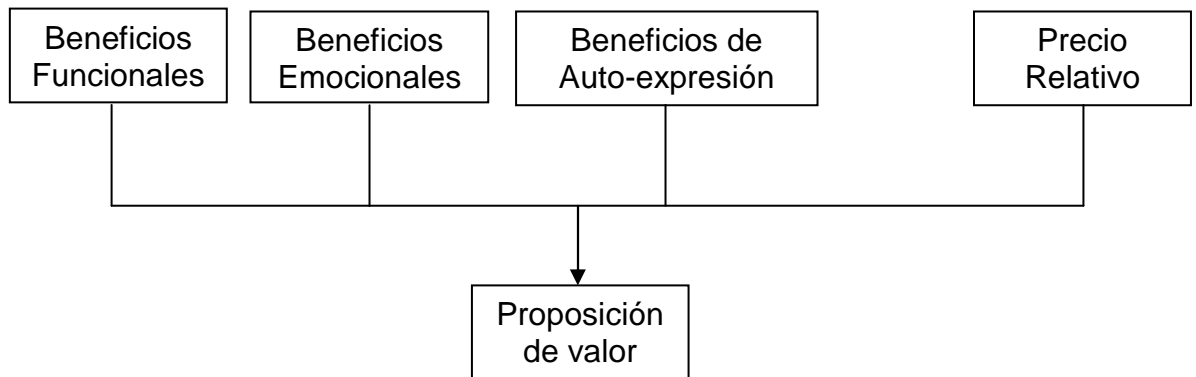 Beneficios
Funcionales
Beneficios
Emocionales
Beneficios de
Auto-expresión
Precio
Relativo
Proposición
de valor